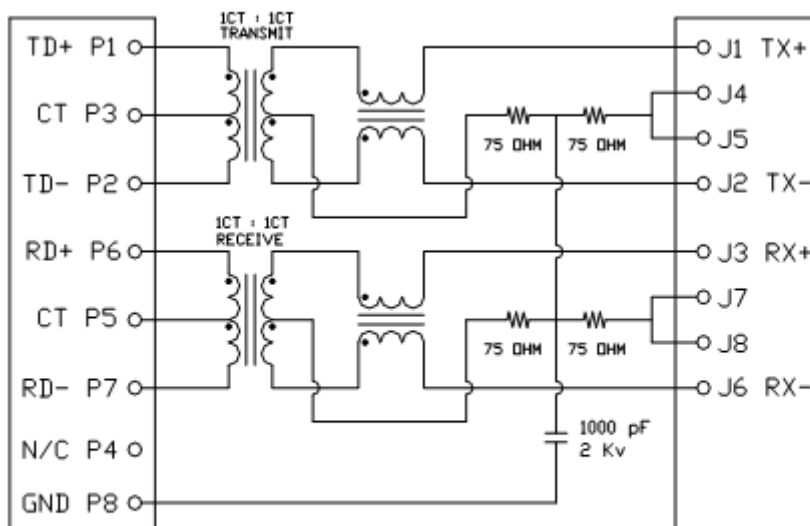 1CT : 1CT
TRANSMIT
TD+ P1
J1 TX+
J4
CT P3
75 OHM
75 OHM
J5
TD- P2
J2 TX-
1CT : 1CT
RECEIVE
RD+ P6
J3 RX+
J7
CT P5
75 OHM
75 OHM
J8
RD- P7
J6 RX-
1000 pF
2 Kv
N/C P4
GND P8